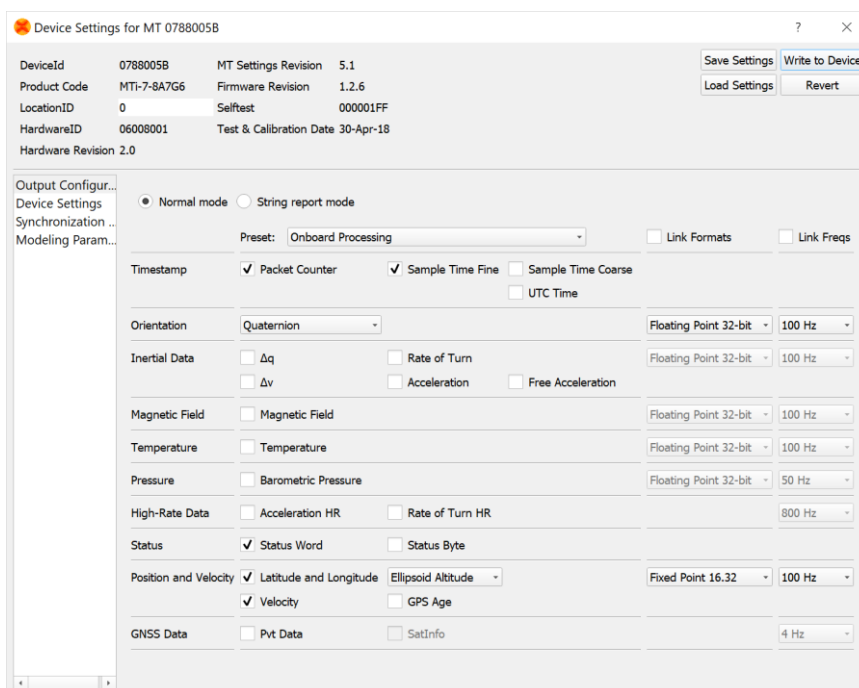 Device Settings for MT 0788005B ? ×
DeviceId 0788005B MT Settings Revision 5.1 Save Settings Write to Device
Product Code MTi-7-8A7G6 Firmware Revision 1.2.6 Load Settings Revert
LocationID 0 Selftest 000001FF
HardwareID 06008001 Test & Calibration Date 30-Apr-18
Hardware Revision 2.0
Output Configur...
Device Settings
Synchronization ...
Modeling Param...
Normal mode String report mode
Preset: Onboard Processing Link Formats Link Freqs
Timestamp Packet Counter Sample Time Fine Sample Time Coarse
UTC Time
Orientation Quaternion Floating Point 32-bit 100 Hz
Inertial Data Δq Rate of Turn Floating Point 32-bit 100 Hz
Δv Acceleration Free Acceleration
Magnetic Field Magnetic Field Floating Point 32-bit 100 Hz
Temperature Temperature Floating Point 32-bit 100 Hz
Pressure Barometric Pressure Floating Point 32-bit 50 Hz
High-Rate Data Acceleration HR Rate of Turn HR 800 Hz
Status Status Word Status Byte
Position and Velocity Latitude and Longitude Ellipsoid Altitude Fixed Point 16.32 100 Hz
Velocity GPS Age
GNSS Data Pvt Data SatInfo 4 Hz